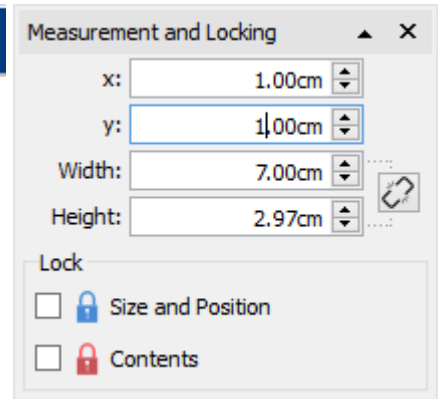 Measurement and Locking
x: 1.00cm
y: 1.00cm
Width: 7.00cm
Height: 2.97cm
Lock
Size and Position
Contents